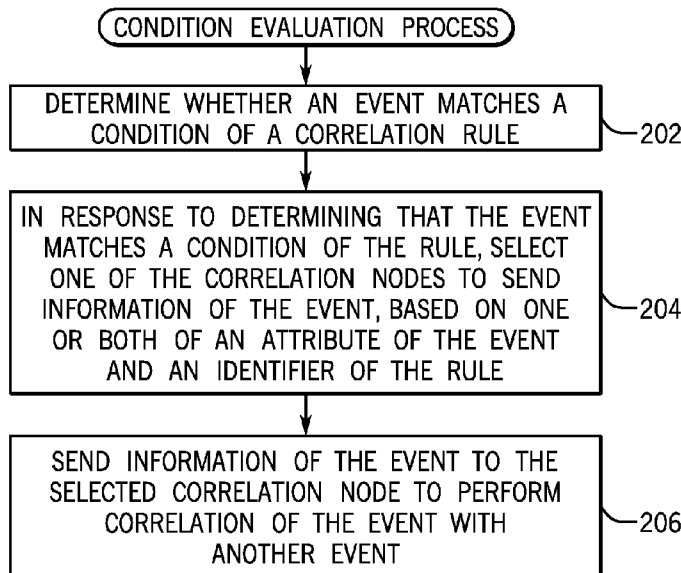 CONDITION EVALUATION PROCESS
DETERMINE WHETHER AN EVENT MATCHES A
CONDITION OF A CORRELATION RULE
202
IN RESPONSE TO DETERMINING THAT THE EVENT
MATCHES A CONDITION OF THE RULE, SELECT
ONE OF THE CORRELATION NODES TO SEND
INFORMATION OF THE EVENT, BASED ON ONE
OR BOTH OF AN ATTRIBUTE OF THE EVENT
AND AN IDENTIFIER OF THE RULE
204
SEND INFORMATION OF THE EVENT TO THE
SELECTED CORRELATION NODE TO PERFORM
CORRELATION OF THE EVENT WITH
ANOTHER EVENT
206